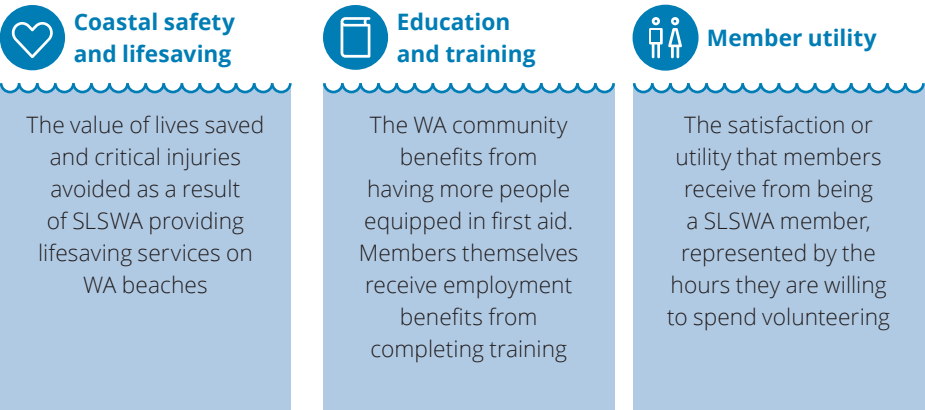 Coastal safety
and lifesaving
The value of lives saved
and critical injuries
avoided as a result
of SLSWA providing
lifesaving services on
WA beaches
Education
and training
The WA community
benefits from
having more people
equipped in first aid.
Members themselves
receive employment
benefits from
completing training
Member utility
The satisfaction or
utility that members
receive from being
a SLSWA member,
represented by the
hours they are willing
to spend volunteering